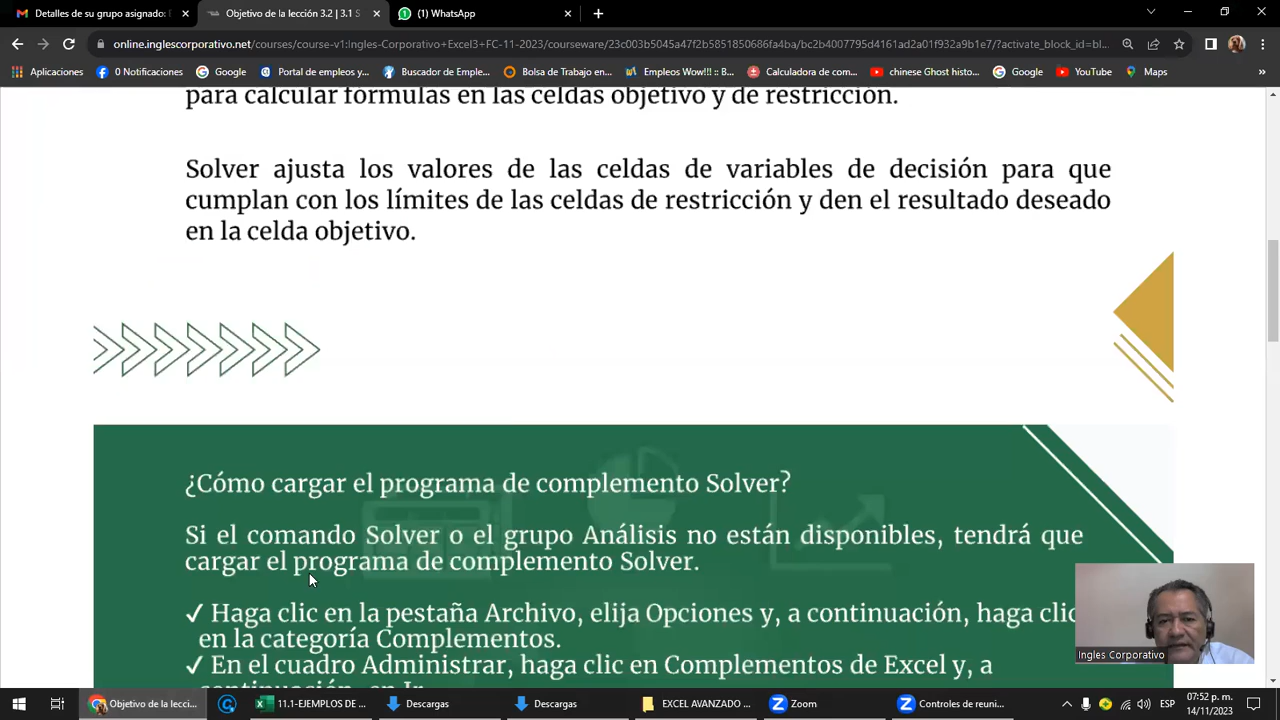 Detalles de su grupo asignado:
Objetivo de la lección 3.2 | 3.1 S
(1) WhatsApp
online.inglescorporativo.net/courses/course-v1:Ingles-Corporativo+Excel3+FC-11-2023/courseware/23c003b5045a47f2b5851850686fa4ba/bc2b4007795d4161ad2a01f932a9b1e7/?activate_block_id=bl...
Aplicaciones
0 Notificaciones
Google
Portal de empleos y...
Buscador de Emple...
Bolsa de Trabajo en...
Empleos Wow!!! :: B...
Calculadora de com...
chinese Ghost histo...
Google
YouTube
Maps
para calcular fórmulas en las celdas objetivo y de restricción.
Solver ajusta los valores de las celdas de variables de decisión para que
cumplan con los límites de las celdas de restricción y den el resultado deseado
en la celda objetivo.
¿Cómo cargar el programa de complemento Solver?
Si el comando Solver o el grupo Análisis no están disponibles, tendrá que
cargar el programa de complemento Solver.
✓ Haga clic en la pestaña Archivo, elija Opciones y, a continuación, haga clic
en la categoría Complementos.
✓ En el cuadro Administrar, haga clic en Complementos de Excel y, a
continuación, en Ir.
Ingles Corporativo
Objetivo de la lecci...
11.1-EJEMPLOS DE ...
Descargas
Descargas
EXCEL AVANZADO ...
Zoom
Controles de reuni...
ESP
07:52 p. m.
14/11/2023